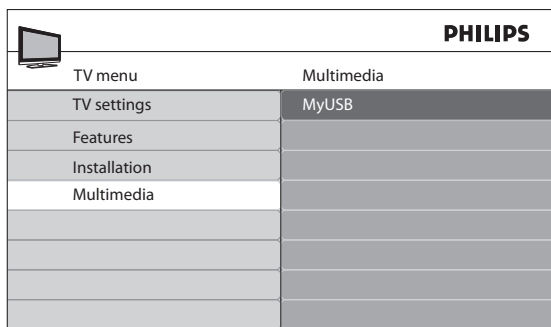 PHILIPS
TV menu Multimedia
TV settings MyUSB
Features
Installation
Multimedia